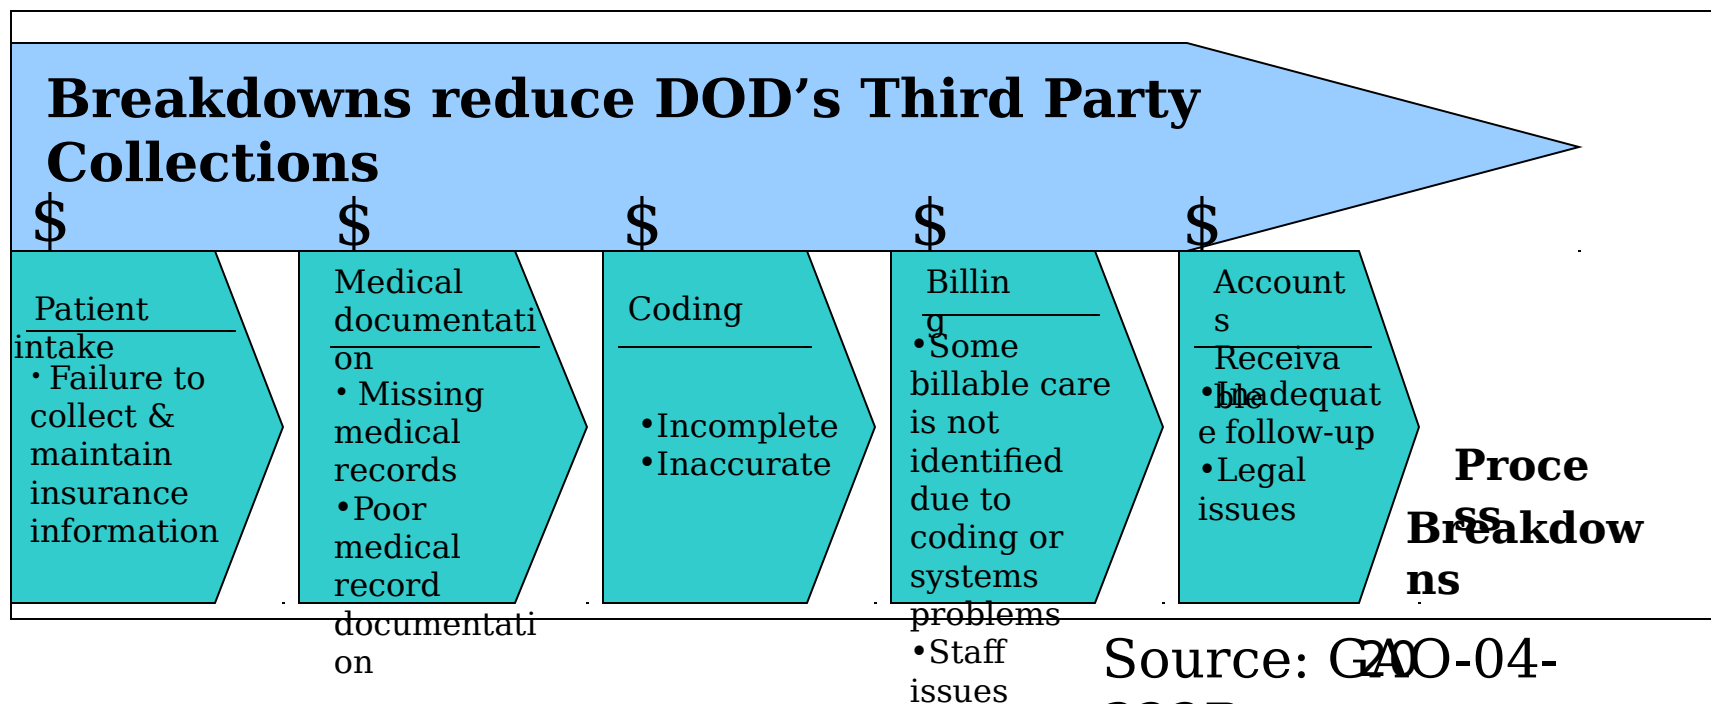 Breakdowns reduce DOD’s Third Party
Collections
$ $ $ $ $
Patient
intake
• Failure to
collect &
maintain
insurance
information
Medical
documentati
on
• Missing
medical
records
•Poor
medical
record
documentati
on
Coding
•Incomplete
•Inaccurate
Billin
g
•Some
billable care
is not
identified
due to
coding or
systems
problems
•Staff
issues
Account
s
Receiva
ble
•Inadequat
e follow-up
•Legal
issues
Proce
ss
Breakdow
ns
Source: GAO-04-
20